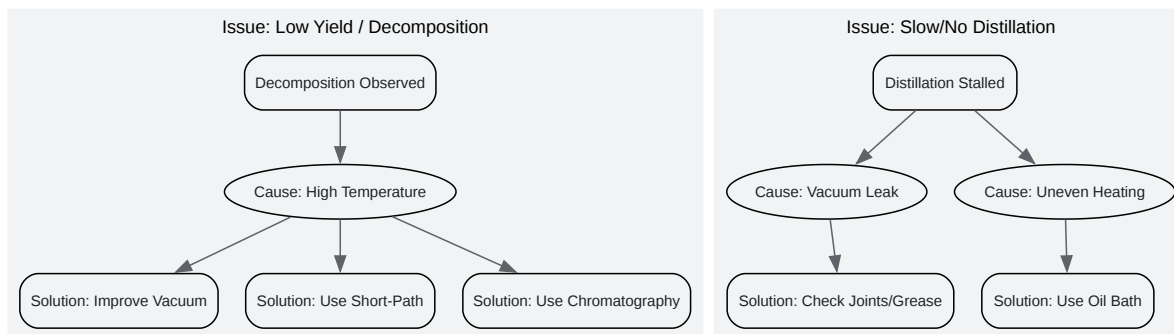 Issue: Low Yield / Decomposition
Decomposition Observed
Cause: High Temperature
Solution: Improve Vacuum
Solution: Use Short-Path
Solution: Use Chromatography
Issue: Slow/No Distillation
Distillation Stalled
Cause: Vacuum Leak
Cause: Uneven Heating
Solution: Check Joints/Grease
Solution: Use Oil Bath